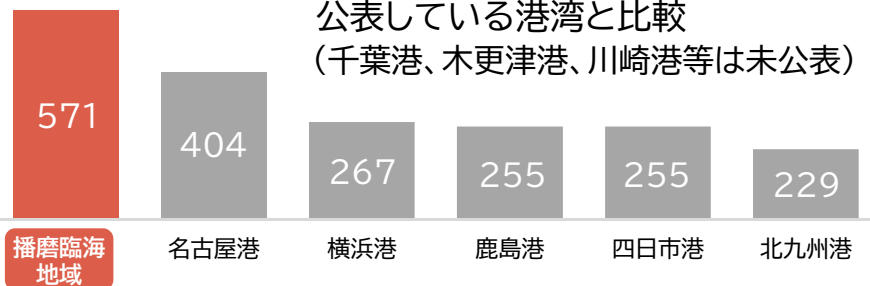 公表している港湾と比較
（千葉港、木更津港、川崎港等は未公表）
571
404
267
255
255
229
播磨臨海
地域
名古屋港
横浜港
鹿島港
四日市港
北九州港